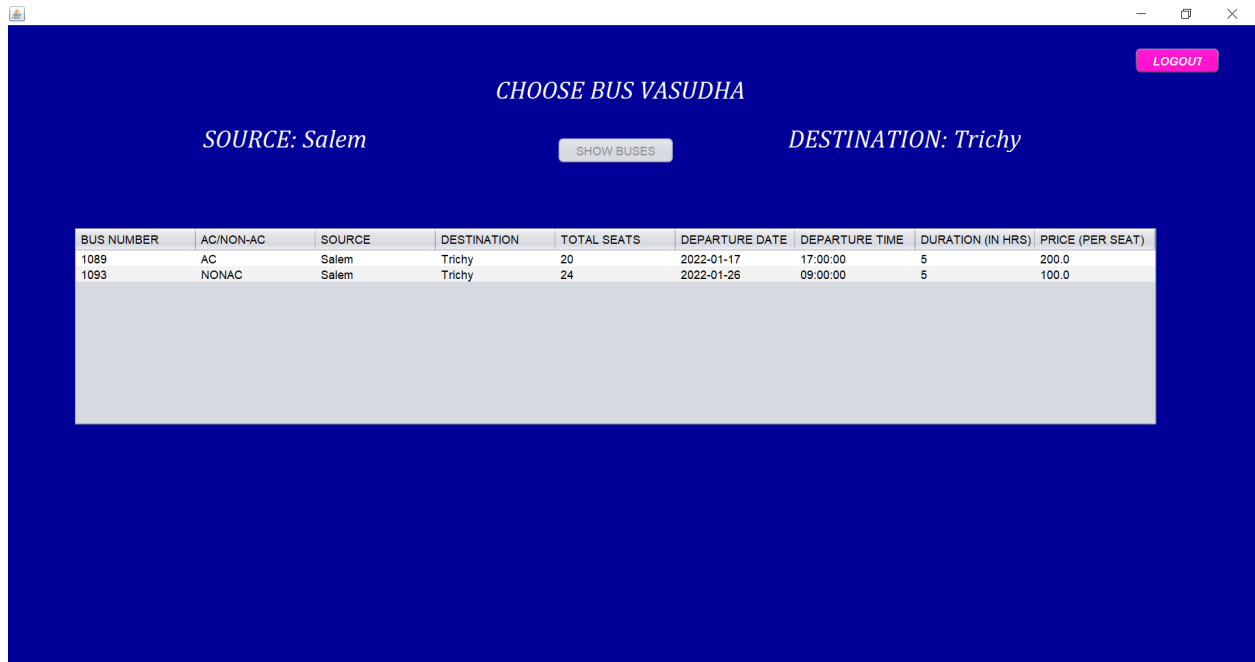 LOGOUT
CHOOSE BUS VASUDHA
SOURCE: Salem
SHOW BUSES
DESTINATION: Trichy
BUS NUMBER AC/NON-AC SOURCE DESTINATION TOTAL SEATS DEPARTURE DATE DEPARTURE TIME DURATION (IN HRS) PRICE (PER SEAT)
1089 AC Salem Trichy 20 2022-01-17 17:00:00 5 200.0
1093 NONAC Salem Trichy 24 2022-01-26 09:00:00 5 100.0